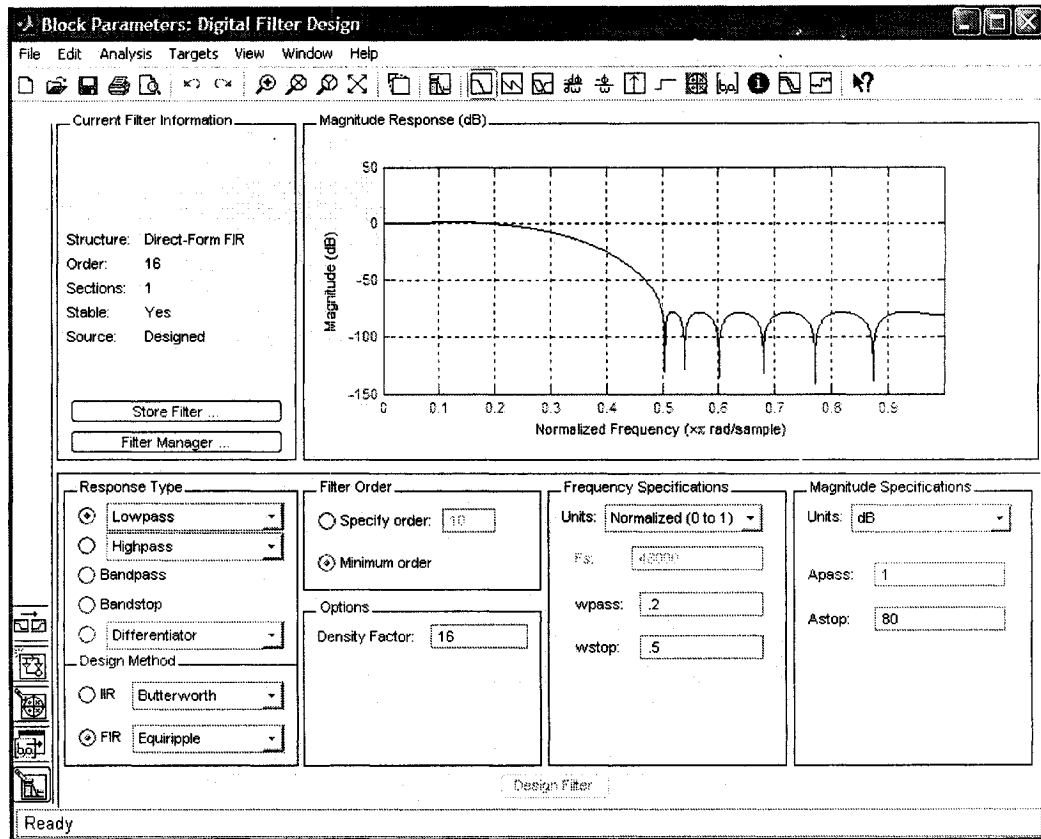 Block Parameters: Digital Filter Design
File Edit Analysis Targets View Window Help
Current Filter Information
Structure: Direct-Form FIR
Order: 16
Sections: 1
Stable: Yes
Source: Designed
Store Filter ...
Filter Manager ...
Magnitude Response (dB)
Magnitude (dB)
50
0
-50
-100
-150
0 0.1 0.2 0.3 0.4 0.5 0.6 0.7 0.8 0.9
Normalized Frequency (×π rad/sample)
Response Type
Lowpass
Highpass
Bandpass
Bandstop
Differentiator
Design Method
IIR Butterworth
FIR Equiripple
Filter Order
Specify order: 10
Minimum order
Options
Density Factor: 16
Frequency Specifications
Units: Normalized (0 to 1)
Fs: 48000
wpass: .2
wstop: .5
Magnitude Specifications
Units: dB
Apass: 1
Astop: 80
Design Filter
Ready